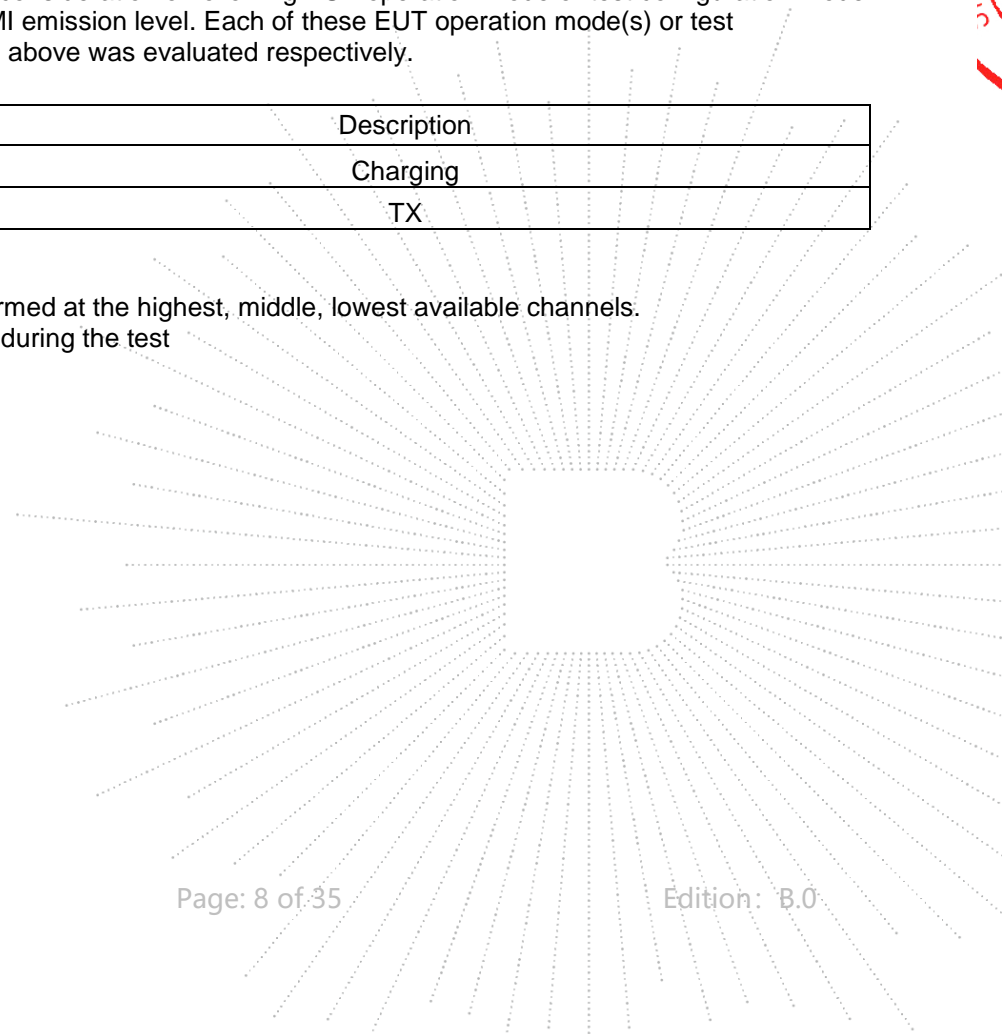 MI emission level. Each of these EUT operation mode(s) or test
above was evaluated respectively.
Description
Charging
TX
rmed at the highest, middle, lowest available channels.
during the test
Page: 8 of 35 Edition: B.0